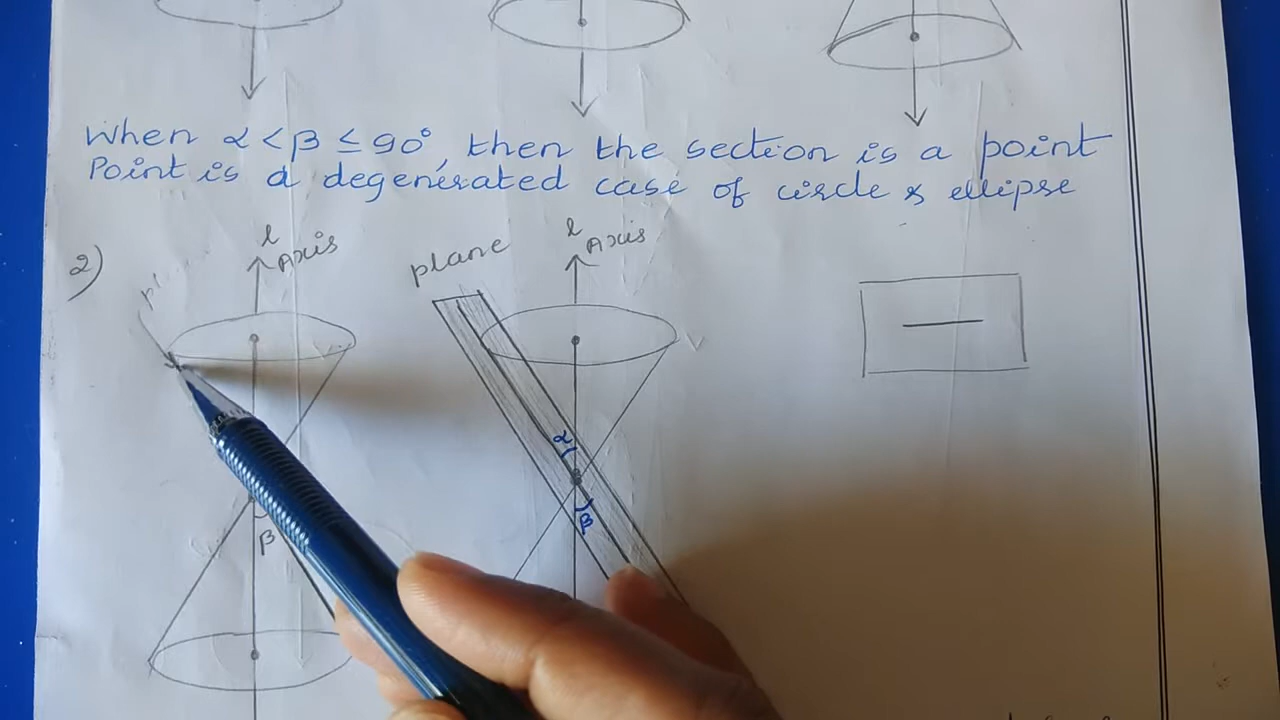 When α < β ≤ 90°, then the section is a point
Point is a degenerated case of circle & ellipse
2)
l
Axis
plane
l
Axis
α
β
β